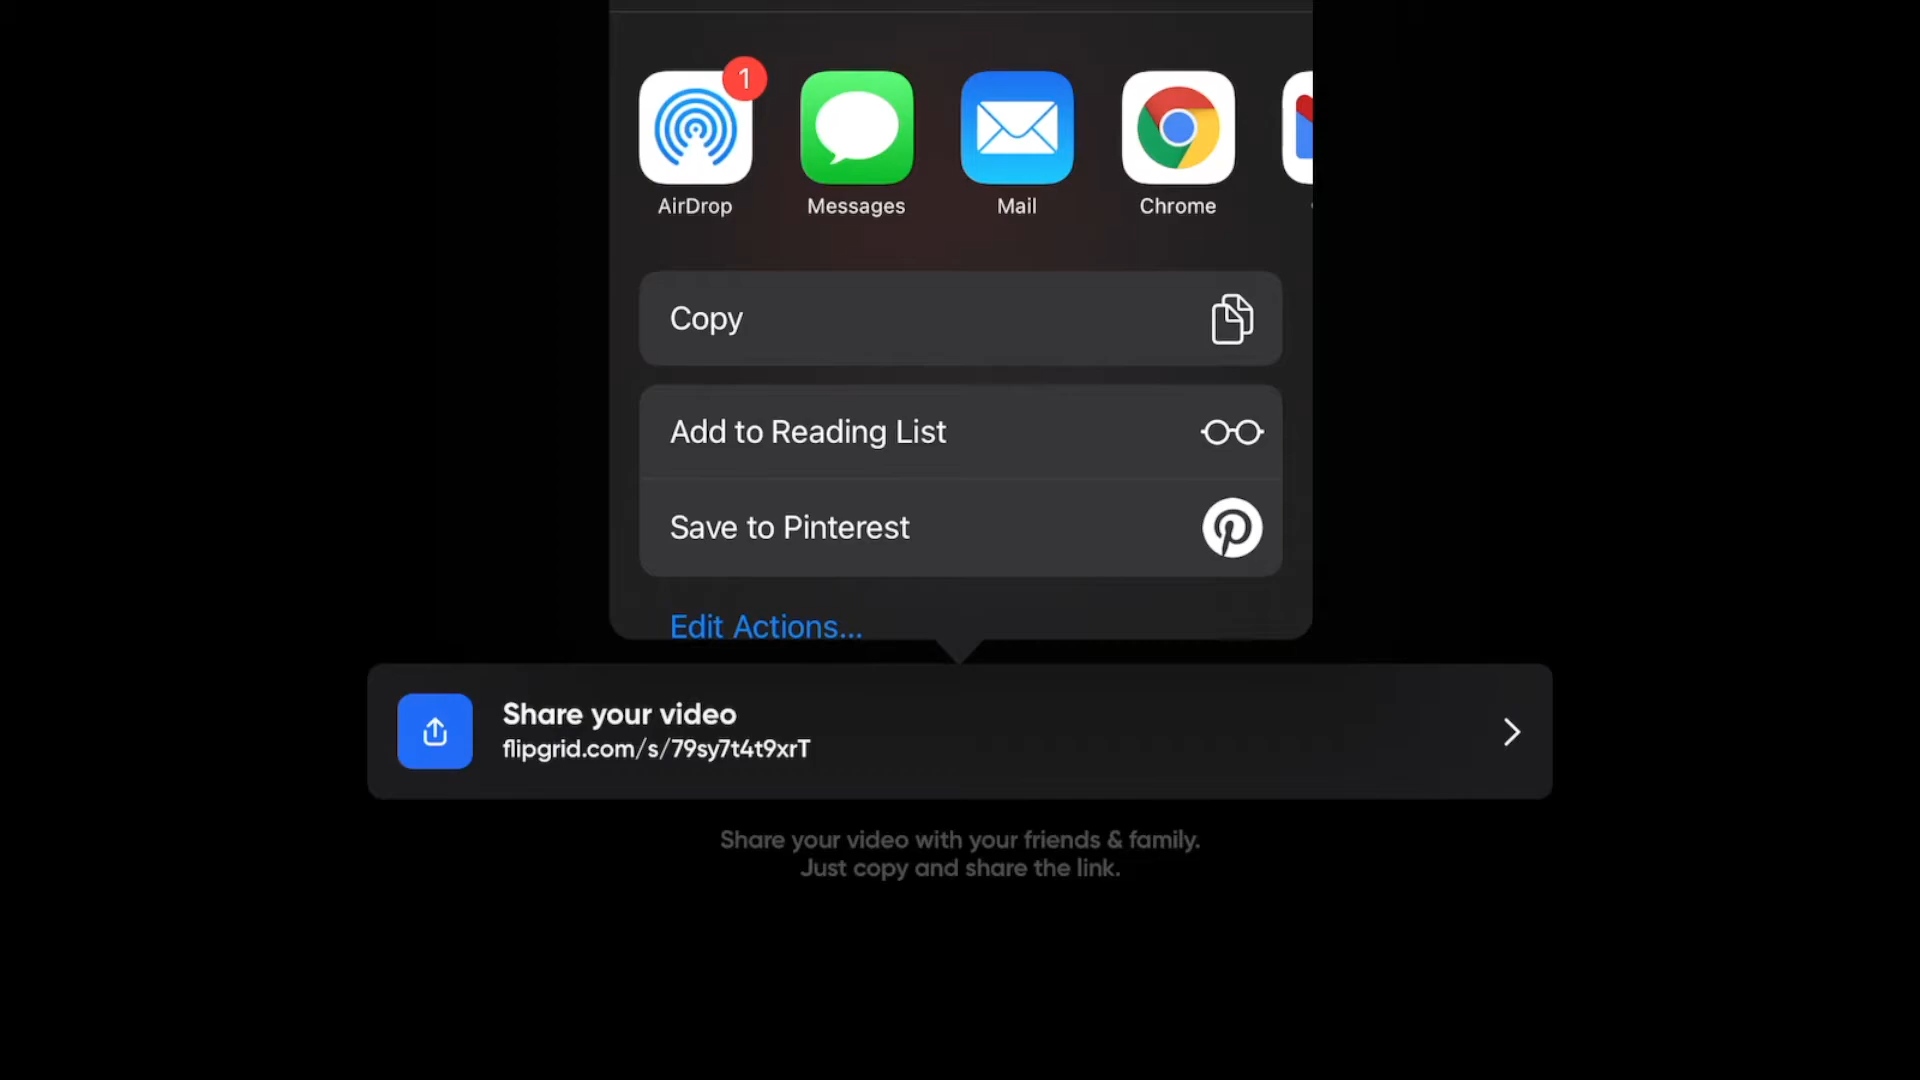 1
AirDrop
Messages
Mail
Chrome
Copy
Add to Reading List
Save to Pinterest
Edit Actions...
Share your video
flipgrid.com/s/79sy7t4t9xrT
Share your video with your friends & family.
Just copy and share the link.